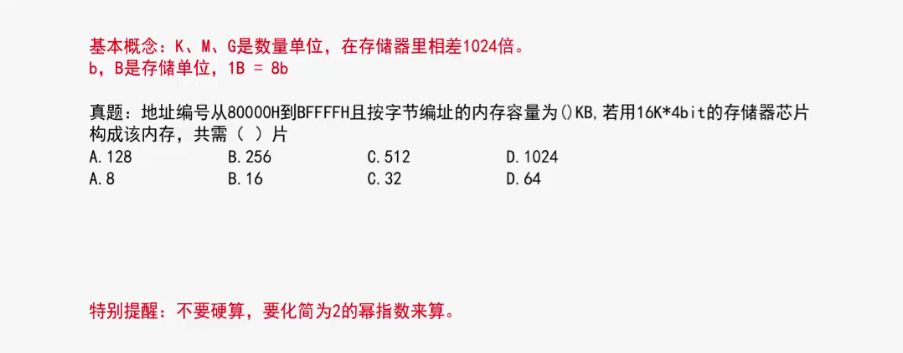 基本概念：K、M、G是数量单位，在存储器里相差1024倍。
b，B是存储单位，1B = 8b
真题：地址编号从80000H到BFFFFH且按字节编址的内存容量为()KB,若用16K*4bit的存储器芯片
构成该内存，共需（ ）片
A.128 B.256 C.512 D.1024
A.8 B.16 C.32 D.64
特别提醒：不要硬算，要化简为2的幂指数来算。